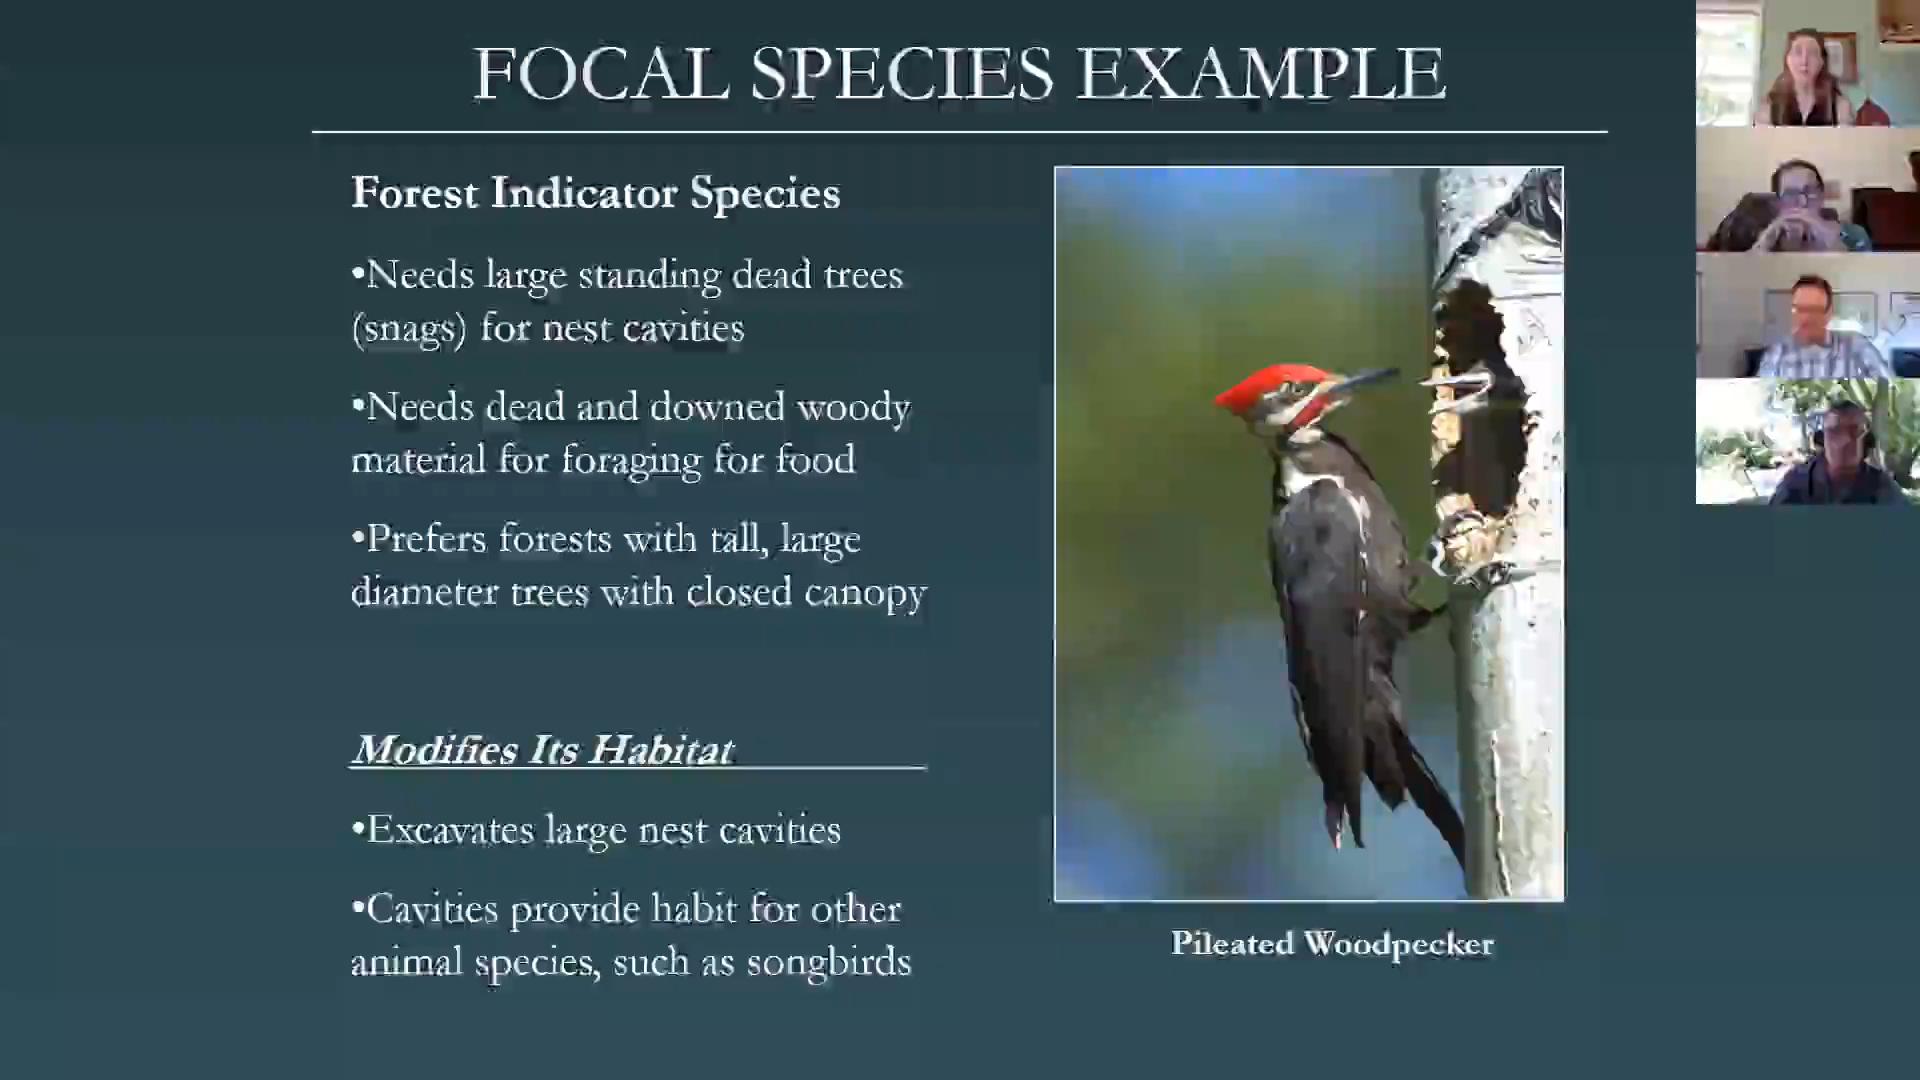 FOCAL SPECIES EXAMPLE
Forest Indicator Species
•Needs large standing dead trees
(snags) for nest cavities
•Needs dead and downed woody
material for foraging for food
•Prefers forests with tall, large
diameter trees with closed canopy
Modifies Its Habitat
•Excavates large nest cavities
•Cavities provide habit for other
animal species, such as songbirds
Pileated Woodpecker